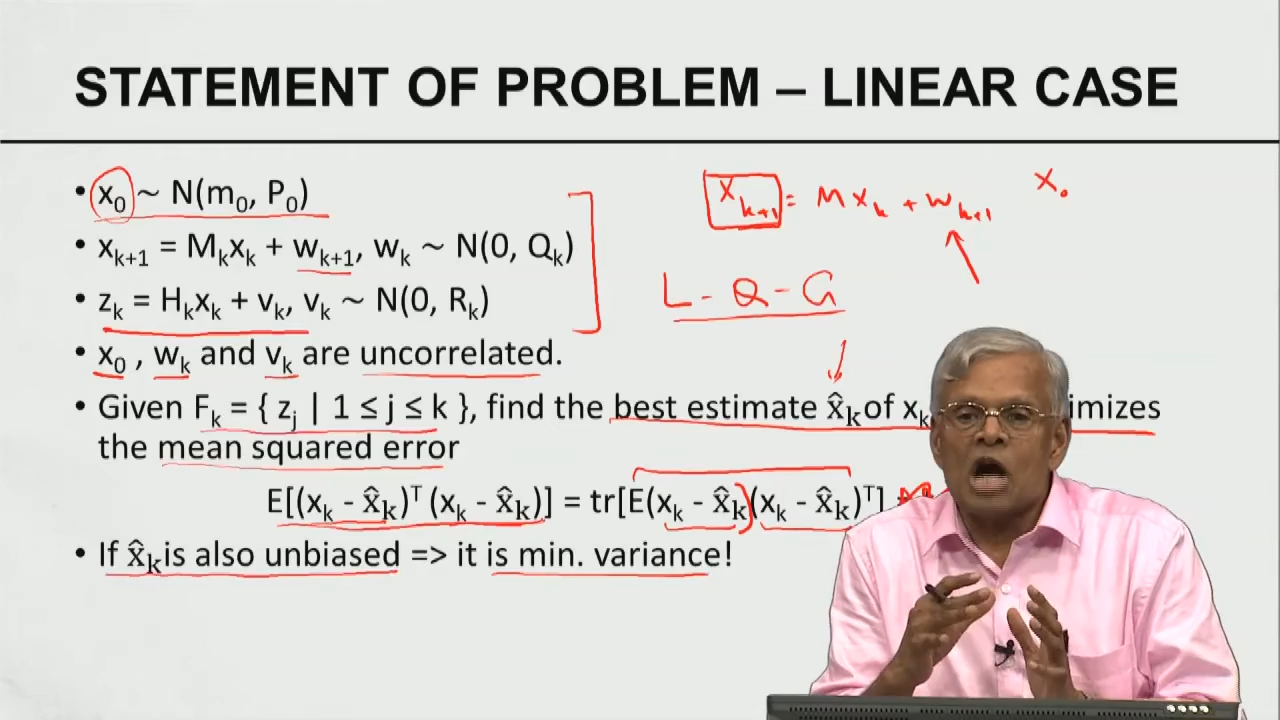 STATEMENT OF PROBLEM – LINEAR CASE
• x₀ ~ N(m₀, P₀)
x k+1 = M x k + w k+1
x₀
• xₖ₊₁ = Mₖxₖ + wₖ₊₁, wₖ ~ N(0, Qₖ)
L - Q - G
• zₖ = Hₖxₖ + vₖ, vₖ ~ N(0, Rₖ)
• x₀ , wₖ and vₖ are uncorrelated.
• Given Fₖ = { zⱼ | 1 ≤ j ≤ k }, find the best estimate x̂ₖ of xₖ imizes
the mean squared error
E[(xₖ - x̂ₖ)ᵀ (xₖ - x̂ₖ)] = tr[E(xₖ - x̂ₖ)(xₖ - x̂ₖ)ᵀ]
• If x̂ₖ is also unbiased => it is min. variance!